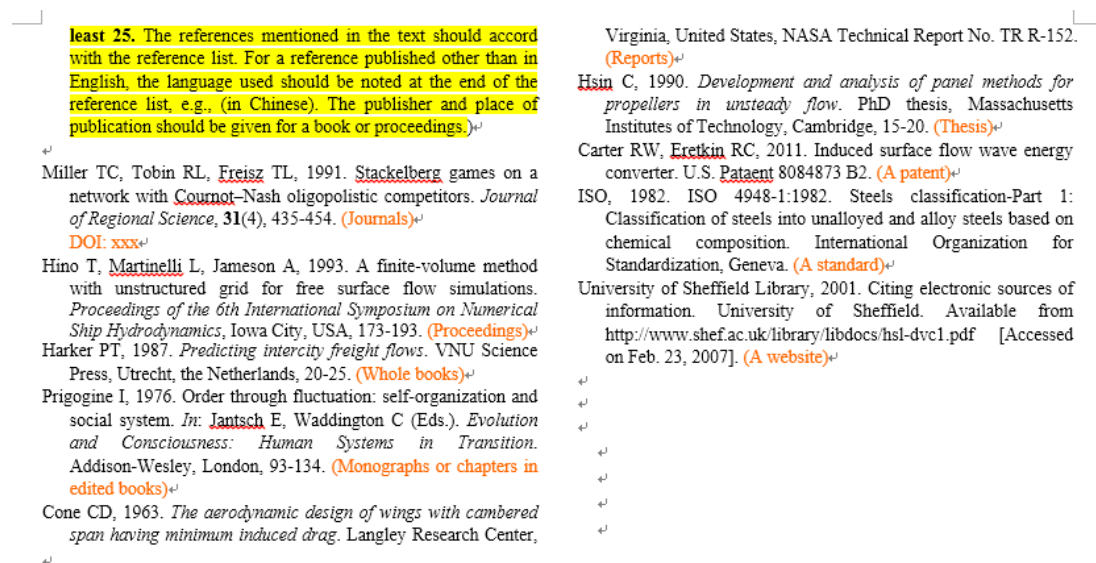 least 25. The references mentioned in the text should accord
with the reference list. For a reference published other than in
English, the language used should be noted at the end of the
reference list, e.g., (in Chinese). The publisher and place of
publication should be given for a book or proceedings.)
Miller TC, Tobin RL, Freisz TL, 1991. Stackelberg games on a
network with Cournot–Nash oligopolistic competitors. Journal
of Regional Science, 31(4), 435-454. (Journals)
DOI: xxx
Hino T, Martinelli L, Jameson A, 1993. A finite-volume method
with unstructured grid for free surface flow simulations.
Proceedings of the 6th International Symposium on Numerical
Ship Hydrodynamics, Iowa City, USA, 173-193. (Proceedings)
Harker PT, 1987. Predicting intercity freight flows. VNU Science
Press, Utrecht, the Netherlands, 20-25. (Whole books)
Prigogine I, 1976. Order through fluctuation: self-organization and
social system. In: Jantsch E, Waddington C (Eds.). Evolution
and Consciousness: Human Systems in Transition.
Addison-Wesley, London, 93-134. (Monographs or chapters in
edited books)
Cone CD, 1963. The aerodynamic design of wings with cambered
span having minimum induced drag. Langley Research Center,
Virginia, United States, NASA Technical Report No. TR R-152.
(Reports)
Hsin C, 1990. Development and analysis of panel methods for
propellers in unsteady flow. PhD thesis, Massachusetts
Institutes of Technology, Cambridge, 15-20. (Thesis)
Carter RW, Eretkin RC, 2011. Induced surface flow wave energy
converter. U.S. Pataent 8084873 B2. (A patent)
ISO, 1982. ISO 4948-1:1982. Steels classification-Part 1:
Classification of steels into unalloyed and alloy steels based on
chemical composition. International Organization for
Standardization, Geneva. (A standard)
University of Sheffield Library, 2001. Citing electronic sources of
information. University of Sheffield. Available from
http://www.shef.ac.uk/library/libdocs/hsl-dvc1.pdf [Accessed
on Feb. 23, 2007]. (A website)